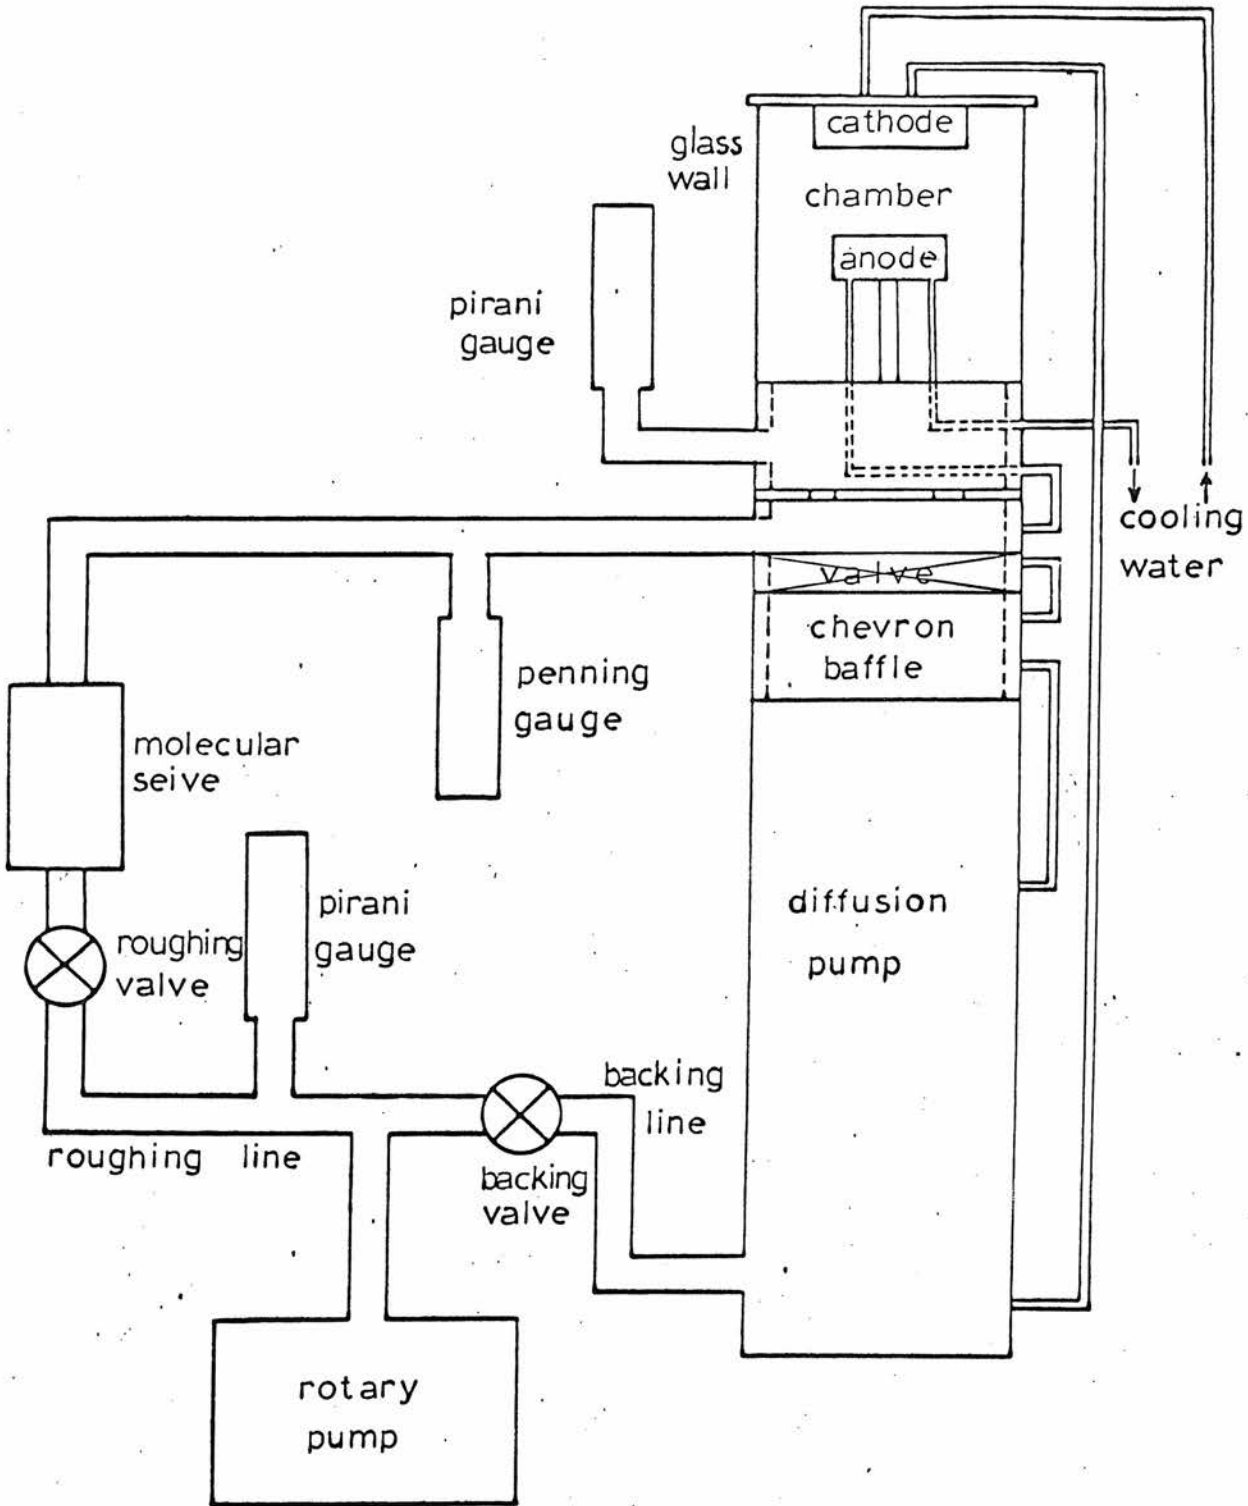 cathode
glass
wall
chamber
anode
pirani
gauge
cooling
water
valve
chevron
baffle
penning
gauge
molecular
seive
pirani
gauge
roughing
valve
diffusion
pump
backing
line
roughing line
backing
valve
rotary
pump